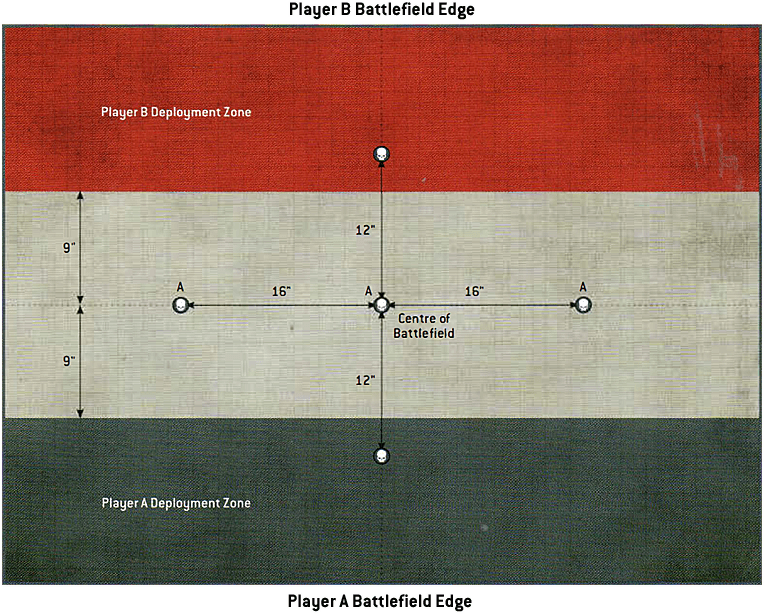 Player B Battlefield Edge
Player B Deployment Zone
9"
12"
A
16"
A
16"
A
Centre of
Battlefield
9"
12"
Player A Deployment Zone
Player A Battlefield Edge